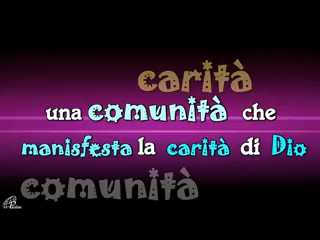 carità
una comunità che
manisfesta la carità di Dio
comunità